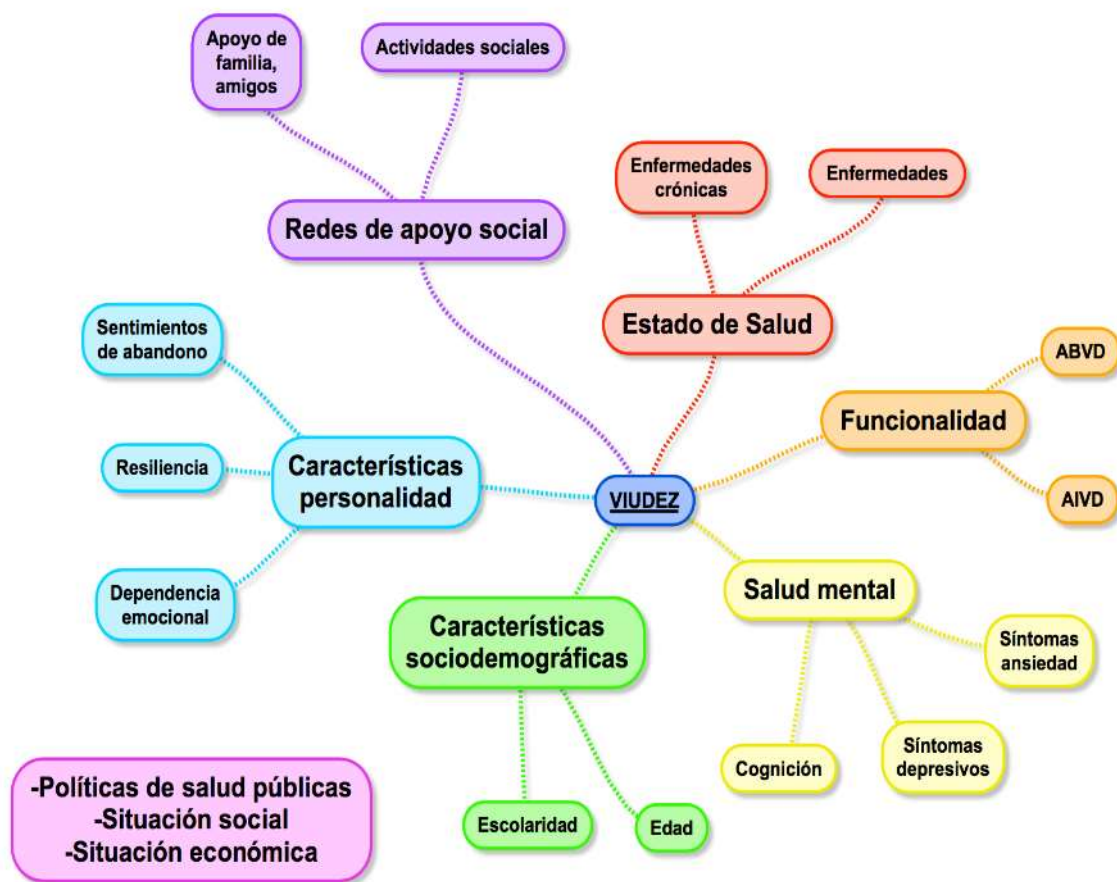 Apoyo de
familia,
amigos
Actividades sociales
Redes de apoyo social
Enfermedades
crónicas
Enfermedades
Estado de Salud
ABVD
Funcionalidad
AIVD
Sentimientos
de abandono
Resiliencia
Dependencia
emocional
Características
personalidad
VIUDEZ
Salud mental
Síntomas
ansiedad
Síntomas
depresivos
Cognición
Características
sociodemográficas
Escolaridad
Edad
-Políticas de salud públicas
-Situación social
-Situación económica